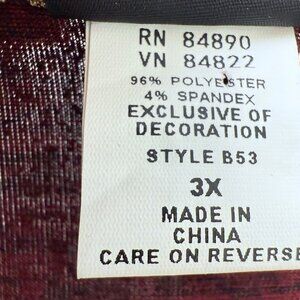 RN 84890
VN 84822
96% POLYESTER
4% SPANDEX
EXCLUSIVE OF
DECORATION
STYLE B53
3X
MADE IN
CHINA
CARE ON REVERSE